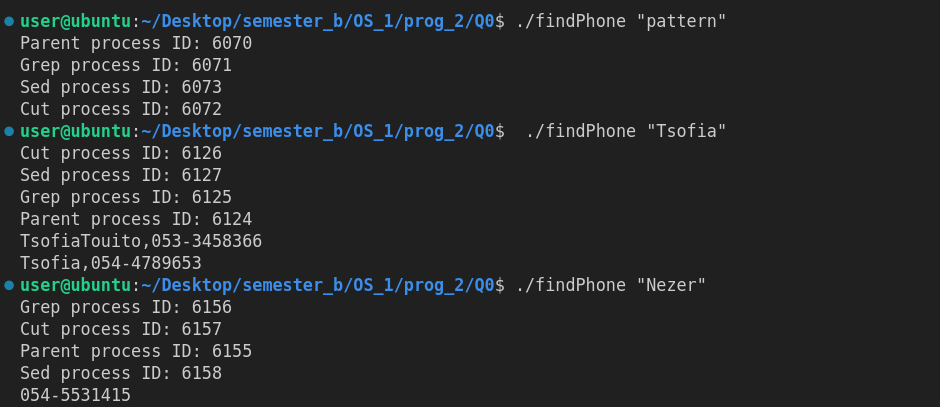 user@ubuntu:~/Desktop/semester_b/OS_1/prog_2/Q0$ ./findPhone "pattern"
Parent process ID: 6070
Grep process ID: 6071
Sed process ID: 6073
Cut process ID: 6072
user@ubuntu:~/Desktop/semester_b/OS_1/prog_2/Q0$  ./findPhone "Tsofia"
Cut process ID: 6126
Sed process ID: 6127
Grep process ID: 6125
Parent process ID: 6124
TsofiaTouito,053-3458366
Tsofia,054-4789653
user@ubuntu:~/Desktop/semester_b/OS_1/prog_2/Q0$ ./findPhone "Nezer"
Grep process ID: 6156
Cut process ID: 6157
Parent process ID: 6155
Sed process ID: 6158
054-5531415